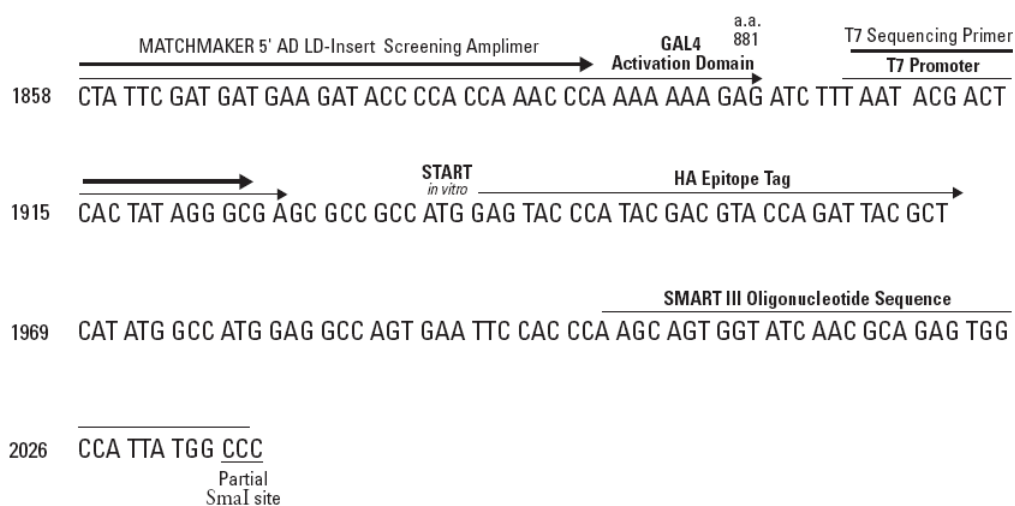 a.a.
MATCHMAKER 5' AD LD-Insert Screening Amplimer GAL4 881 T7 Sequencing Primer
Activation Domain T7 Promoter
1858 CTA TTC GAT GAT GAA GAT ACC CCA CCA AAC CCA AAA AAA GAG ATC TTT AAT ACG ACT
START
in vitro HA Epitope Tag
1915 CAC TAT AGG GCG AGC GCC GCC ATG GAG TAC CCA TAC GAC GTA CCA GAT TAC GCT
SMART III Oligonucleotide Sequence
1969 CAT ATG GCC ATG GAG GCC AGT GAA TTC CAC CCA AGC AGT GGT ATC AAC GCA GAG TGG
2026 CCA TTA TGG CCC
Partial
SmaI site